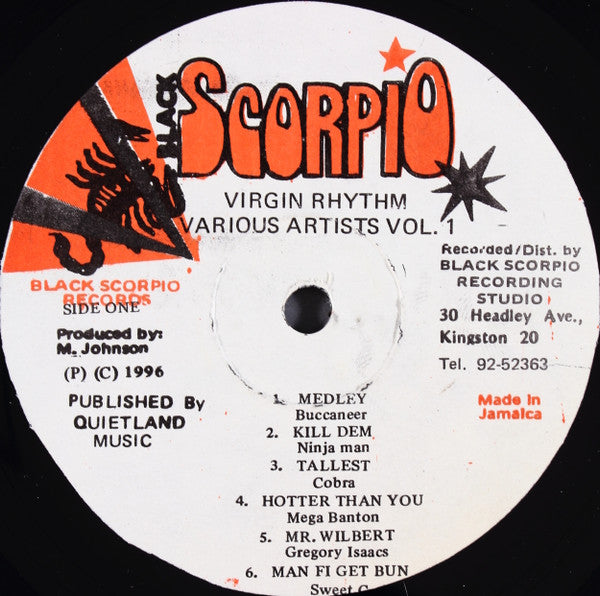 BLACK SCORPIO
VIRGIN RHYTHM
VARIOUS ARTISTS VOL. 1
BLACK SCORPIO
RECORDS
SIDE ONE
Produced by:
M. Johnson
(P) (C) 1996
PUBLISHED By
QUIETLAND
MUSIC
Recorded/Dist. by
BLACK SCORPIO
RECORDING
STUDIO
30 Headley Ave.,
Kingston 20
Tel. 92-52363
Made In
Jamaica
1. MEDLEY
Buccaneer
2. KILL DEM
Ninja man
3. TALLEST
Cobra
4. HOTTER THAN YOU
Mega Banton
5. MR. WILBERT
Gregory Isaacs
6. MAN FI GET BUN
Sweet C